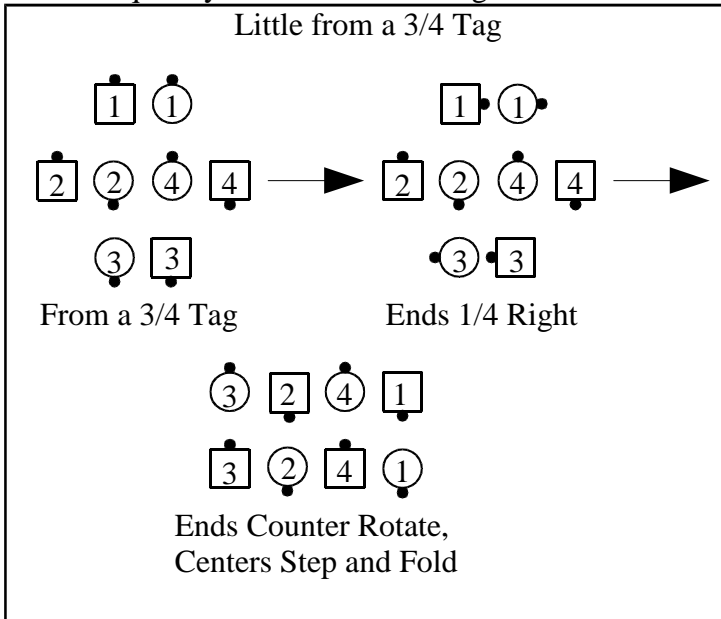 Little from a 3/4 Tag
1 1
1 1
2 2 4 4
2 2 4 4
3 3
3 3
From a 3/4 Tag
Ends 1/4 Right
3 2 4 1
3 2 4 1
Ends Counter Rotate,
Centers Step and Fold